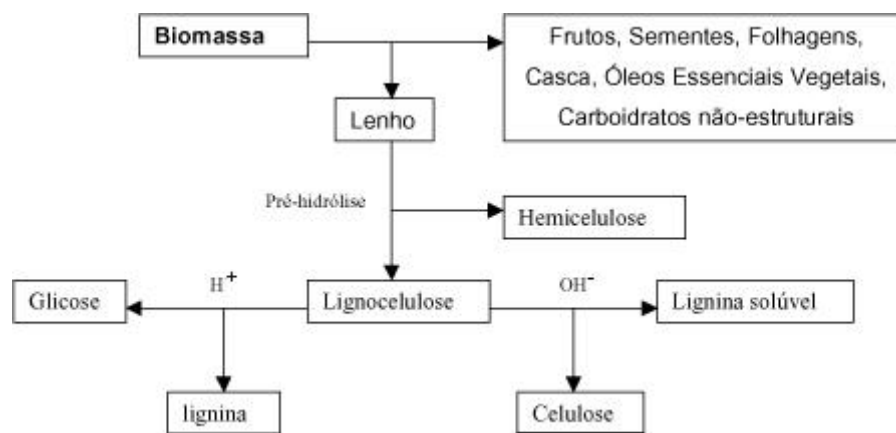 Biomassa
Frutos, Sementes, Folhagens,
Casca, Óleos Essenciais Vegetais,
Carboidratos não-estruturais
Lenho
Pré-hidrólise
Hemicelulose
Glicose
H+
Lignocelulose
OH-
Lignina solúvel
lignina
Celulose